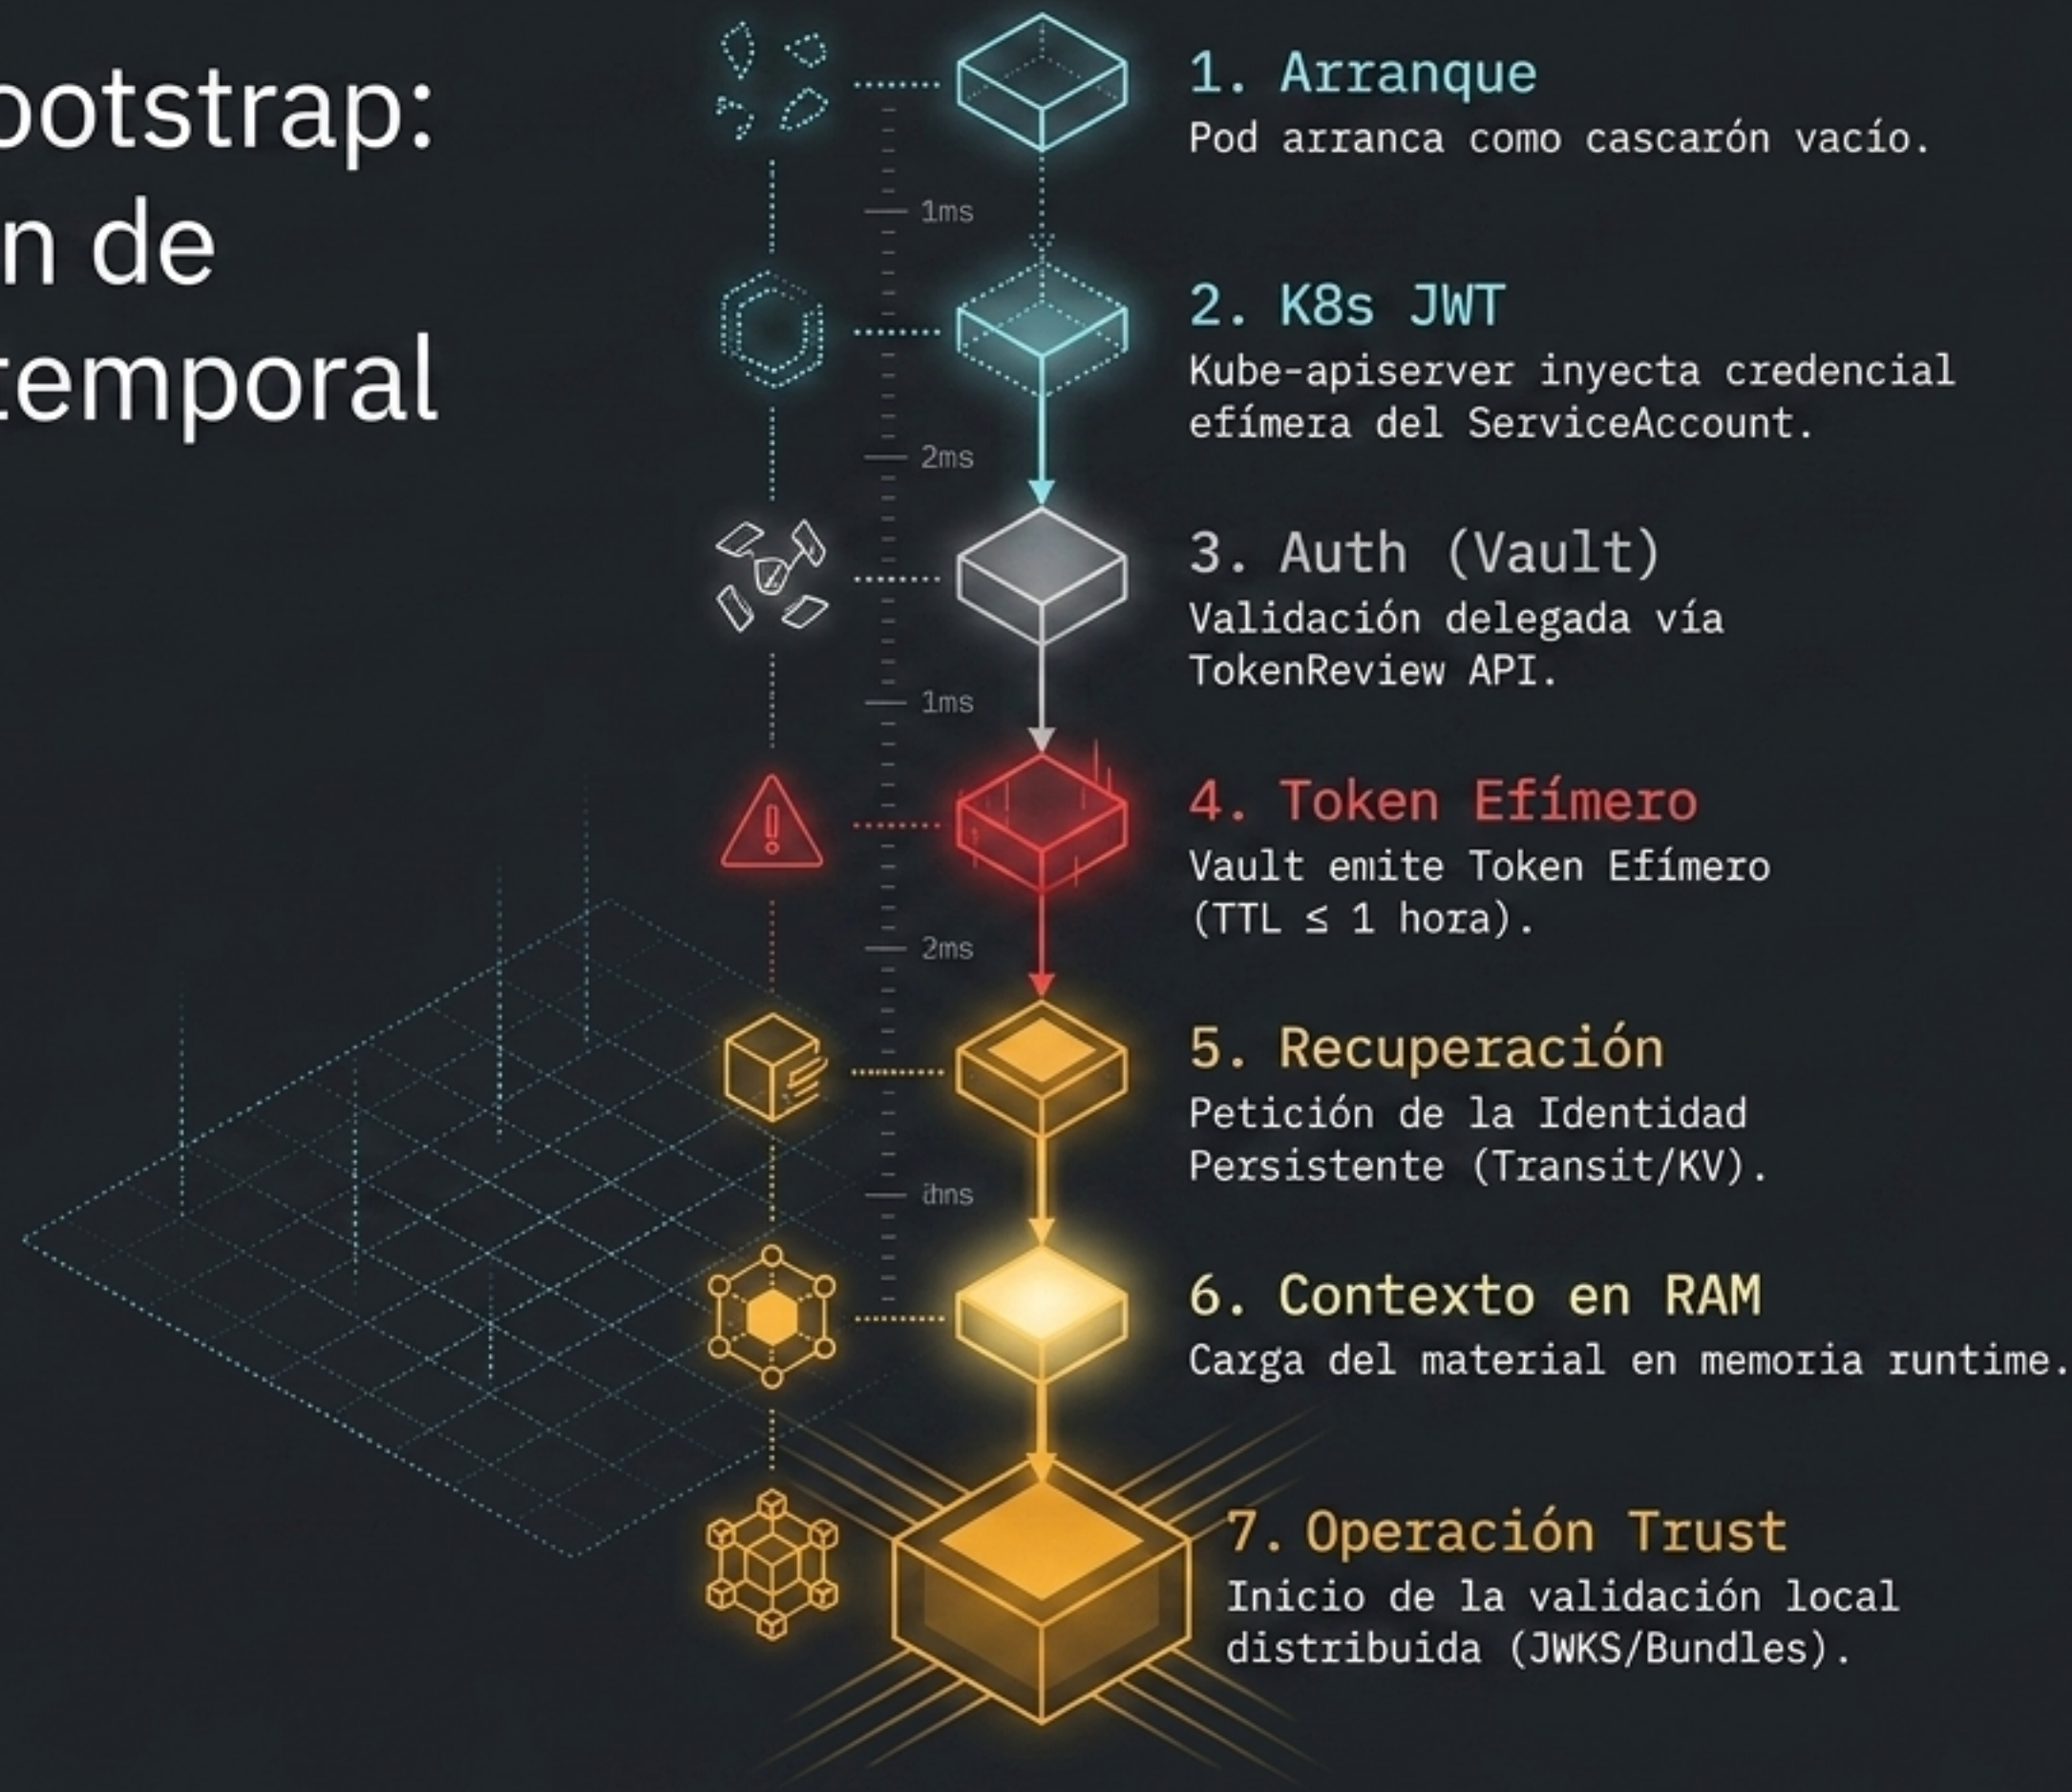 ootstrap:
n de
temporal
1. Arranque
Pod arranca como cascarón vacío.
1ms
2. K8s JWT
Kube-apiserver inyecta credencial
efímera del ServiceAccount.
2ms
3. Auth (Vault)
Validación delegada vía
TokenReview API.
1ms
4. Token Efímero
Vault emite Token Efímero
(TTL ≤ 1 hora).
2ms
5. Recuperación
Petición de la Identidad
Persistente (Transit/KV).
6. Contexto en RAM
Carga del material en memoria runtime.
7. Operación Trust
Inicio de la validación local
distribuida (JWKS/Bundles).